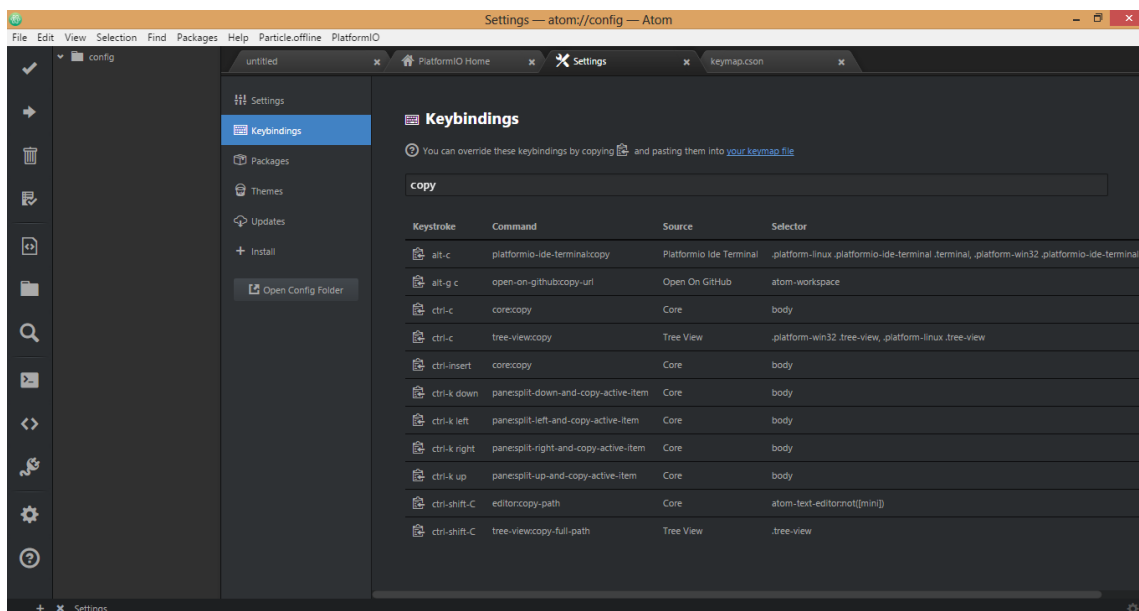 Settings — atom://config — Atom
File Edit View Selection Find Packages Help Particle.offline PlatformIO
config
untitled
PlatformIO Home
Settings
keymap.cson
Settings
Keybindings
Packages
Themes
Updates
Install
Open Config Folder
Keybindings
You can override these keybindings by copying and pasting them into your keymap file
copy
Keystroke Command Source Selector
alt-c platformio-ide-terminal:copy Platformio Ide Terminal .platform-linux .platformio-ide-terminal .terminal, .platform-win32 .platformio-ide-terminal
alt-g c open-on-github:copy-url Open On GitHub atom-workspace
ctrl-c core:copy Core body
ctrl-c tree-view:copy Tree View .platform-win32 .tree-view, .platform-linux .tree-view
ctrl-insert core:copy Core body
ctrl-k down pane:split-down-and-copy-active-item Core body
ctrl-k left pane:split-left-and-copy-active-item Core body
ctrl-k right pane:split-right-and-copy-active-item Core body
ctrl-k up pane:split-up-and-copy-active-item Core body
ctrl-shift-C editor:copy-path Core atom-text-editor:not([mini])
ctrl-shift-C tree-view:copy-full-path Tree View .tree-view
Settings